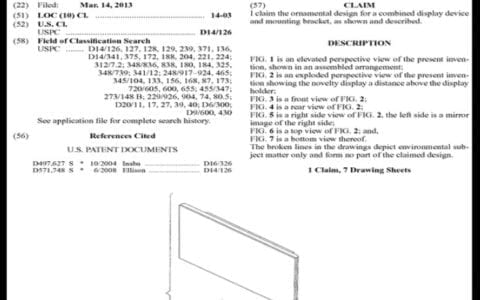 (22) Filed: Mar. 14, 2013
(51) LOC (10) Cl. ................................ 14-03
(52) U.S. Cl.
USPC ........................................... D14/126
(58) Field of Classification Search
USPC ....... D14/126, 127, 128, 129, 239, 371, 136,
D14/341, 375, 172, 188, 204, 221, 224;
312/7.2; 348/836, 838, 180, 184, 325,
348/739; 341/12; 248/917–924, 465;
345/104, 133, 156, 168, 87, 173;
720/605, 600, 655; 455/347;
273/148 B; 229/926, 904, 74, 80.5;
D20/11, 17, 27, 39, 40; D6/300;
D9/600, 430
See application file for complete search history.
(56) References Cited
U.S. PATENT DOCUMENTS
D497,627 S * 10/2004 Inabu .................... D16/326
D571,748 S * 6/2008 Ellison .................. D14/126
(57) CLAIM
I claim the ornamental design for a combined display device
and mounting bracket, as shown and described.
DESCRIPTION
FIG. 1 is an elevated perspective view of the present inven-
tion, shown in an assembled arrangement;
FIG. 2 is an exploded perspective view of the present inven-
tion showing the novelty display a distance above the display
holder;
FIG. 3 is a front view of FIG. 2;
FIG. 4 is a rear view of FIG. 2;
FIG. 5 is a right side view of FIG. 2, the left side is a mirror
image of the right side;
FIG. 6 is a top view of FIG. 2; and,
FIG. 7 is a bottom view thereof.
The broken lines in the drawings depict environmental sub-
ject matter only and form no part of the claimed design.
1 Claim, 7 Drawing Sheets